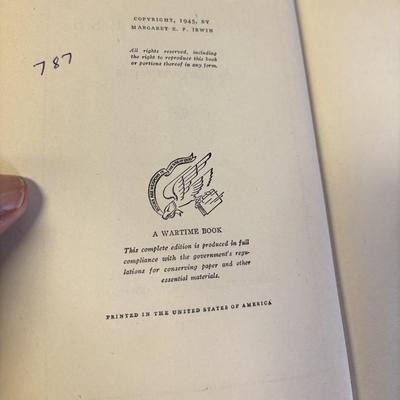 COPYRIGHT, 1945, BY
MARGARET E. F. IRWIN
All rights reserved, including
the right to reproduce this book
or portions thereof in any form.
787
A WARTIME BOOK
This complete edition is produced in full
compliance with the government's regu-
lations for conserving paper and other
essential materials.
PRINTED IN THE UNITED STATES OF AMERICA